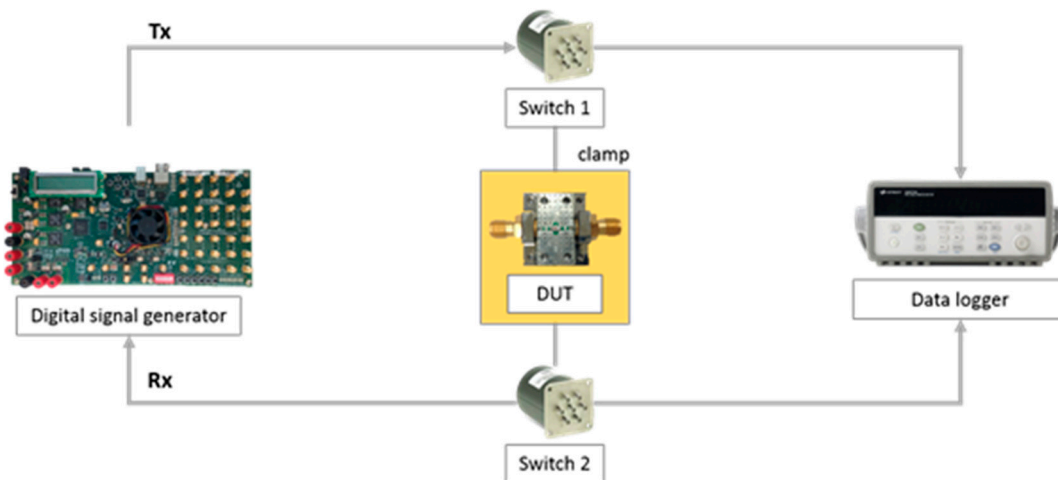 Tx
Switch 1
clamp
DUT
Digital signal generator
Data logger
Rx
Switch 2